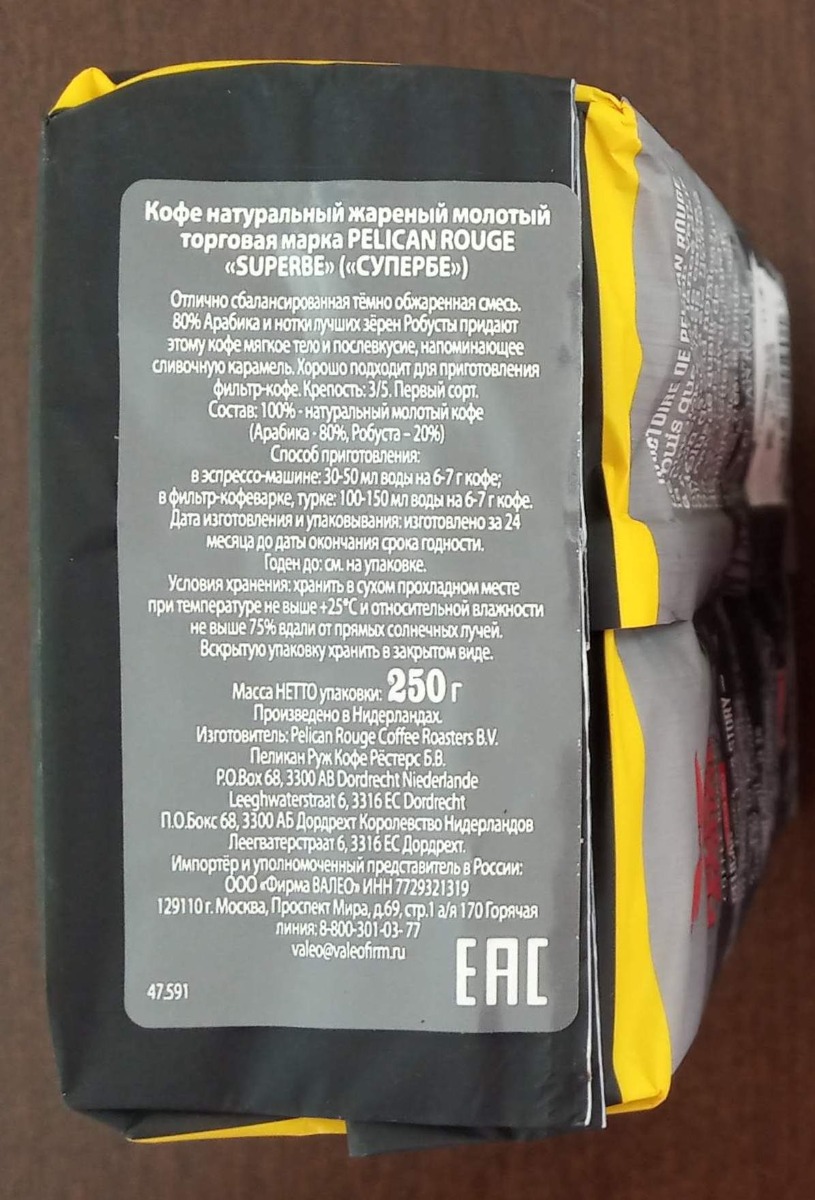 Кофе натуральный жареный молотый
торговая марка PELICAN ROUGE
«SUPERBE» («СУПЕРБЕ»)
Отлично сбалансированная тёмно обжаренная смесь.
80% Арабика и нотки лучших зёрен Робусты придают
этому кофе мягкое тело и послевкусие, напоминающее
сливочную карамель. Хорошо подходит для приготовления
фильтр-кофе. Крепость: 3/5. Первый сорт.
Состав: 100% - натуральный молотый кофе
(Арабика - 80%, Робуста – 20%)
Способ приготовления:
в эспрессо-машине: 30-50 мл воды на 6-7 г кофе;
в фильтр-кофеварке, турке: 100-150 мл воды на 6-7 г кофе.
Дата изготовления и упаковывания: изготовлено за 24
месяца до даты окончания срока годности.
Годен до: см. на упаковке.
Условия хранения: хранить в сухом прохладном месте
при температуре не выше +25°С и относительной влажности
не выше 75% вдали от прямых солнечных лучей.
Вскрытую упаковку хранить в закрытом виде.
Масса НЕТТО упаковки: 250 г
Произведено в Нидерландах.
Изготовитель: Pelican Rouge Coffee Roasters B.V.
Пеликан Руж Кофе Рёстерс Б.В.
P.O.Box 68, 3300 AB Dordrecht Niederlande
Leeghwaterstraat 6, 3316 EC Dordrecht
П.О.Бокс 68, 3300 АБ Дордрехт Королевство Нидерландов
Леегватерстраат 6, 3316 ЕС Дордрехт.
Импортёр и уполномоченный представитель в России:
ООО «Фирма ВАЛЕО» ИНН 7729321319
129110 г. Москва, Проспект Мира, д.69, стр.1 а/я 170 Горячая
линия: 8-800-301-03- 77
valeo@valeofirm.ru
EAC
47.591
DE PELICAN ROUGE
STORY